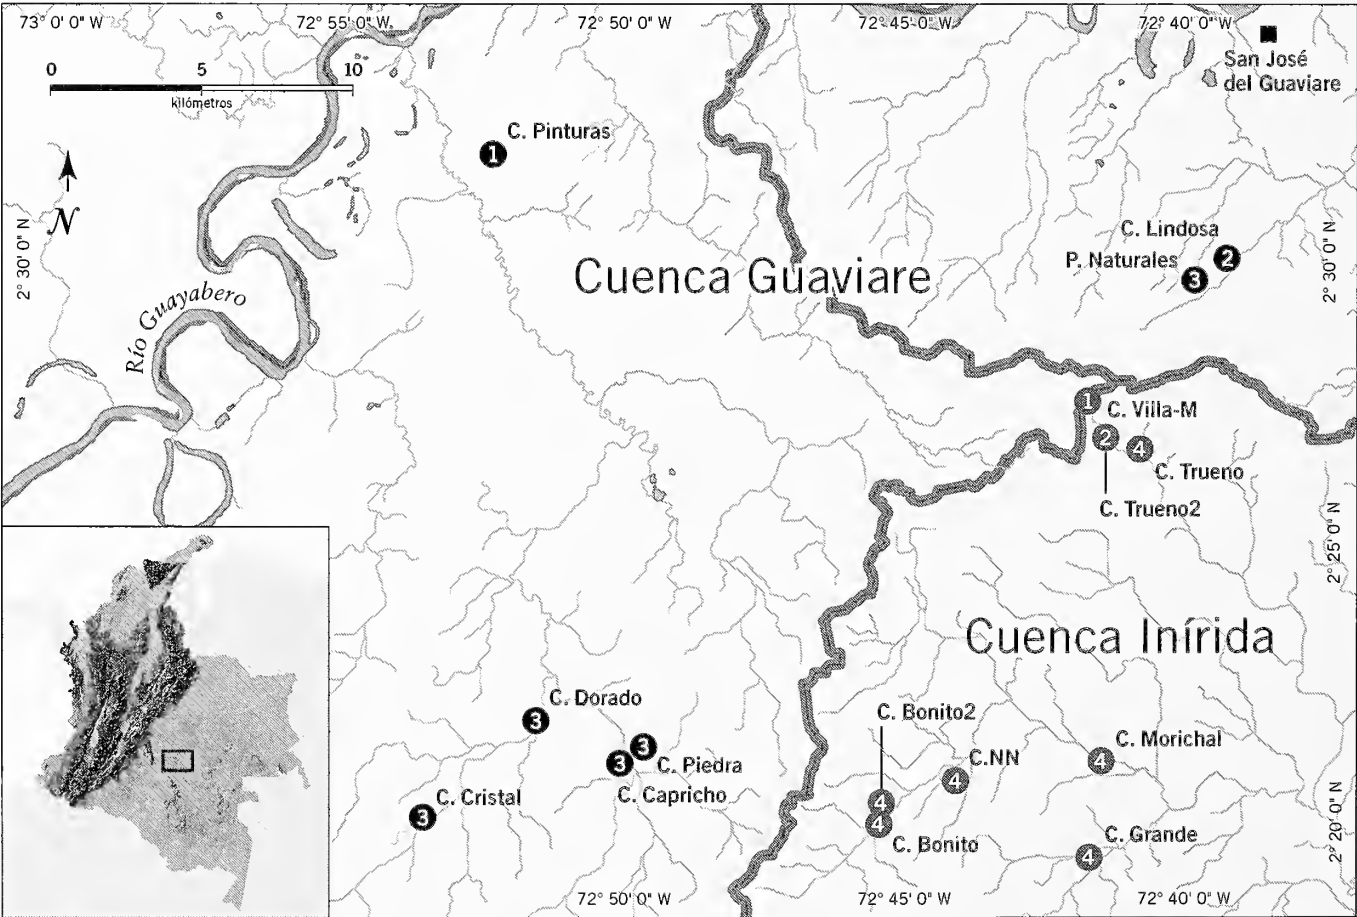 73° 0' 0" W
72° 55' 0" W
72° 50' 0" W
72° 45' 0" W
72° 40' 0" W
0 5 10
kilómetros
San José
del Guaviare
C. Pinturas
1
N
2° 30' 0" N
C. Lindosa
2
P. Naturales
3
2° 30' 0" N
Cuenca Guaviare
Río Guayabero
1
C. Villa-M
2
4
C. Trueno
C. Trueno2
2° 25' 0" N
Cuenca Inírida
C. Dorado
3
C. Bonito2
3
C. Piedra
3
C. Capricho
C.NN
4
C. Morichal
4
C. Cristal
3
4
4
C. Bonito
C. Grande
4
2° 20' 0" N
72° 50' 0" W
72° 45' 0" W
72° 40' 0" W